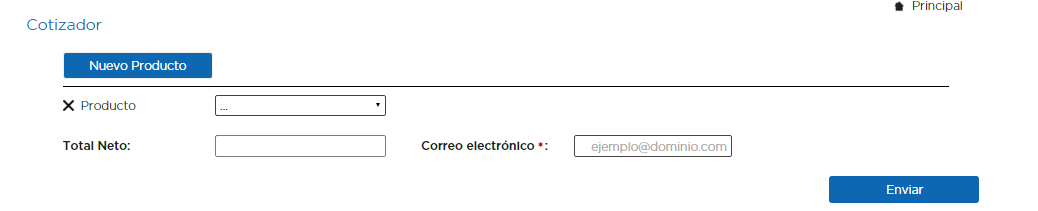 Principal
Cotizador
Nuevo Producto
Producto ...
Total Neto: Correo electrónico *: ejemplo@dominio.com
Enviar